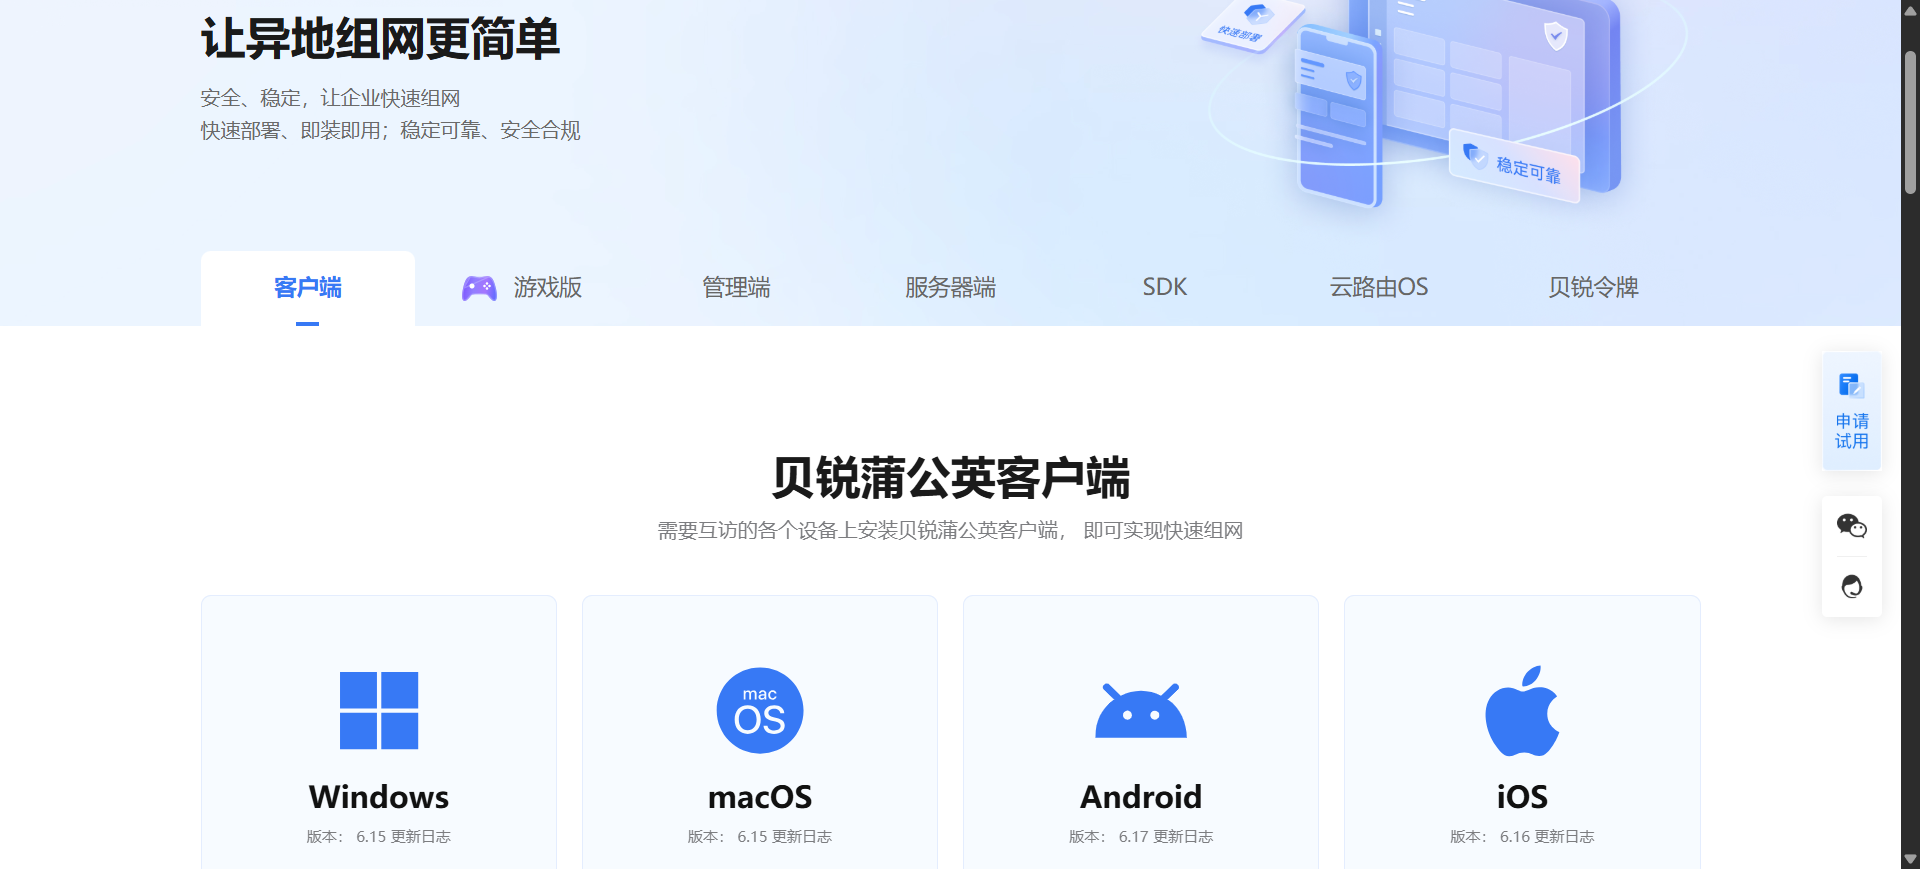 让异地组网更简单
安全、稳定，让企业快速组网
快速部署、即装即用；稳定可靠、安全合规
快速部署
稳定可靠
客户端
游戏版
管理端
服务器端
SDK
云路由OS
贝锐令牌
申请
试用
贝锐蒲公英客户端
需要互访的各个设备上安装贝锐蒲公英客户端， 即可实现快速组网
mac
OS
Windows
macOS
Android
iOS
版本： 6.15 更新日志
版本： 6.15 更新日志
版本： 6.17 更新日志
版本： 6.16 更新日志